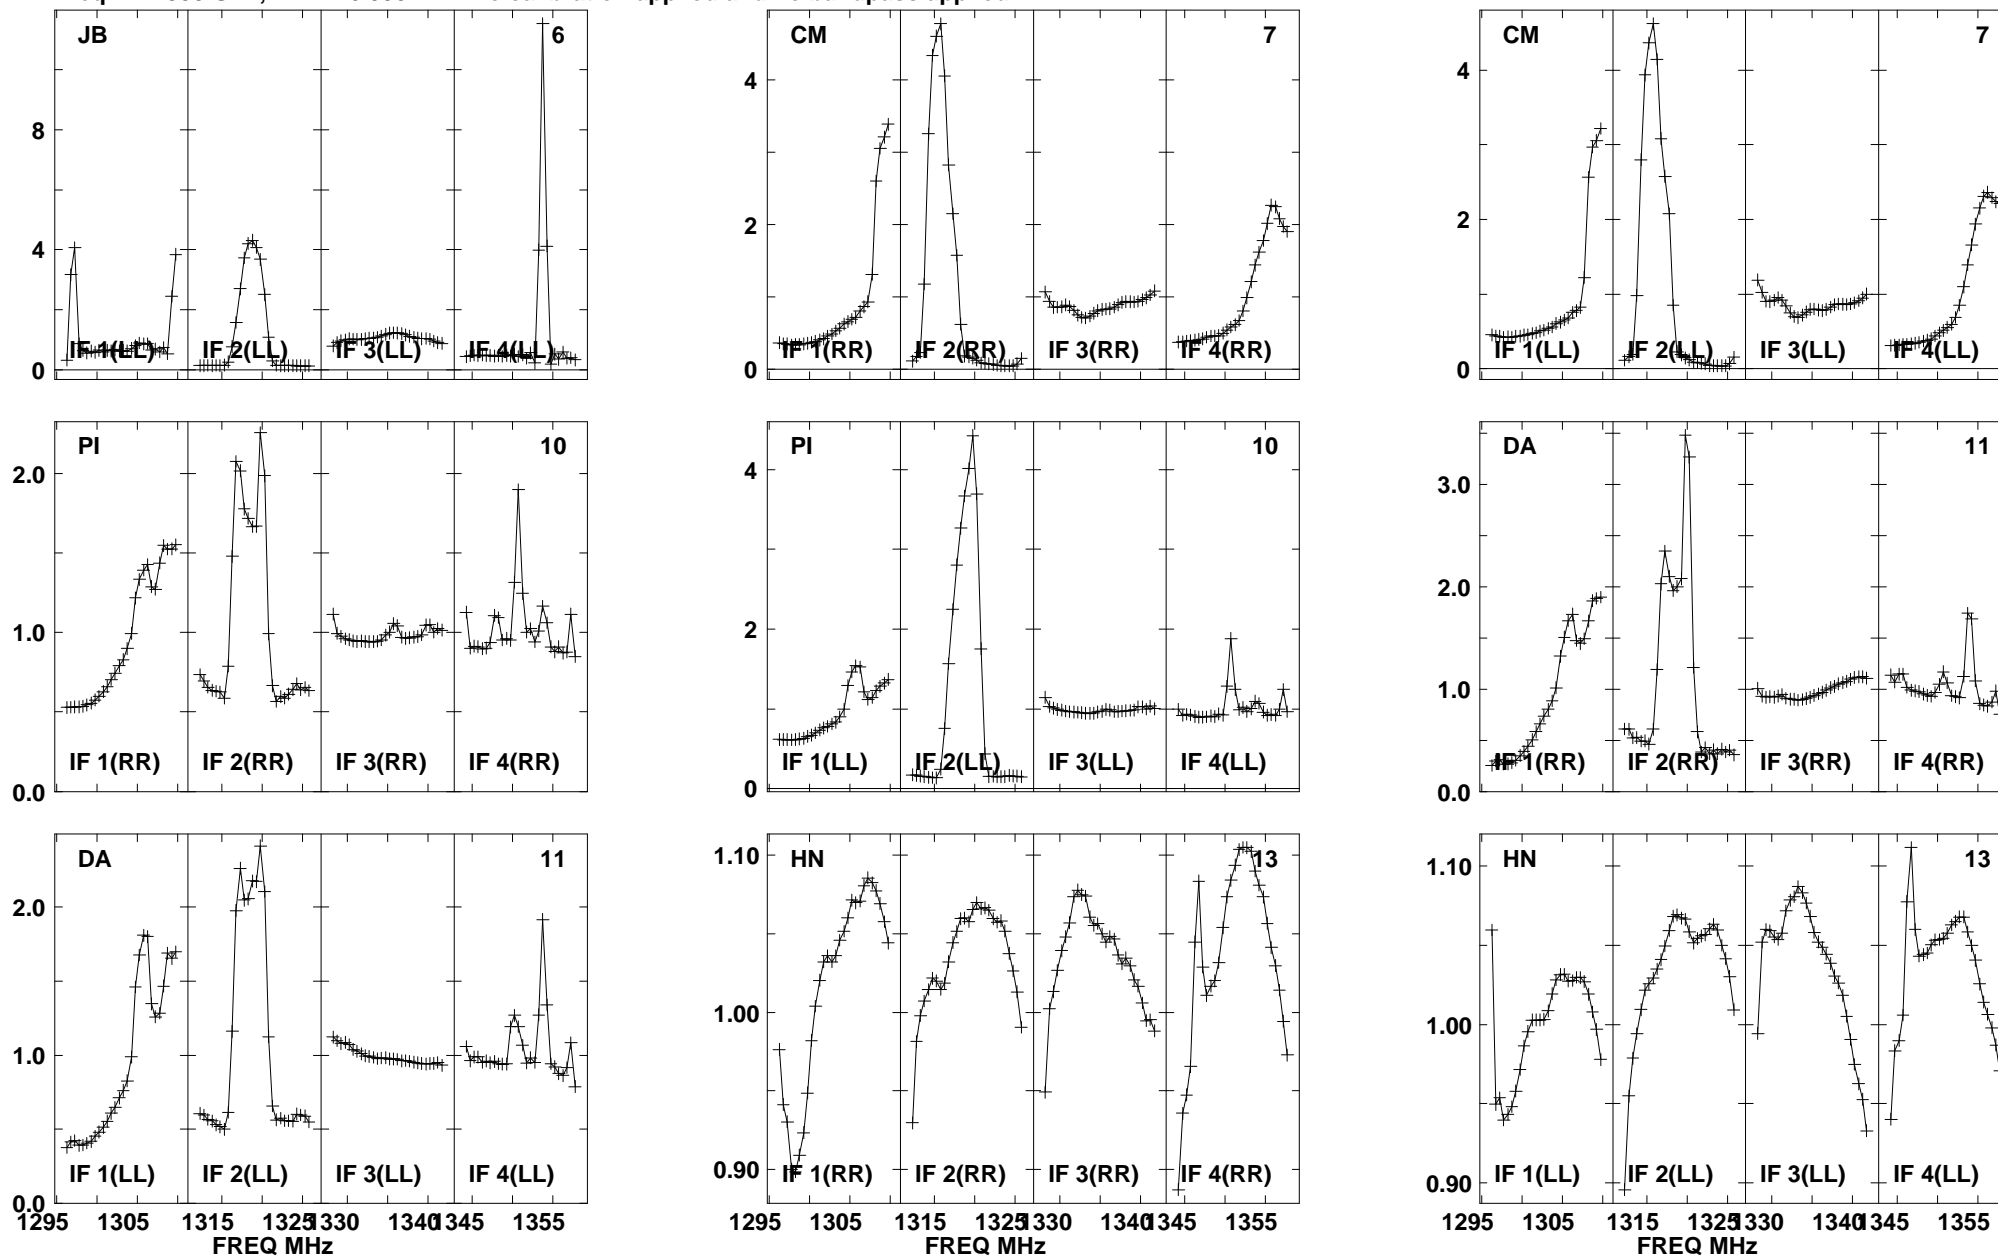 JB 6
8
4
0
IF 1(LL) IF 2(LL) IF 3(LL) IF 4(LL)
CM 7
4
2
0
IF 1(RR) IF 2(RR) IF 3(RR) IF 4(RR)
CM 7
4
2
0
IF 1(LL) IF 2(LL) IF 3(LL) IF 4(LL)
PI 10
2.0
1.0
0.0
IF 1(RR) IF 2(RR) IF 3(RR) IF 4(RR)
PI 10
4
2
0
IF 1(LL) IF 2(LL) IF 3(LL) IF 4(LL)
DA 11
3.0
2.0
1.0
0.0
IF 1(RR) IF 2(RR) IF 3(RR) IF 4(RR)
DA 11
2.0
1.0
0.0
IF 1(LL) IF 2(LL) IF 3(LL) IF 4(LL)
1295 1305 1315 1325 1330 1340 1345 1355
FREQ MHz
HN 13
1.10
1.00
0.90
IF 1(RR) IF 2(RR) IF 3(RR) IF 4(RR)
1295 1305 1315 1325 1330 1340 1345 1355
FREQ MHz
HN 13
1.10
1.00
0.90
IF 1(LL) IF 2(LL) IF 3(LL) IF 4(LL)
1295 1305 1315 1325 1330 1340 1345 1355
FREQ MHz